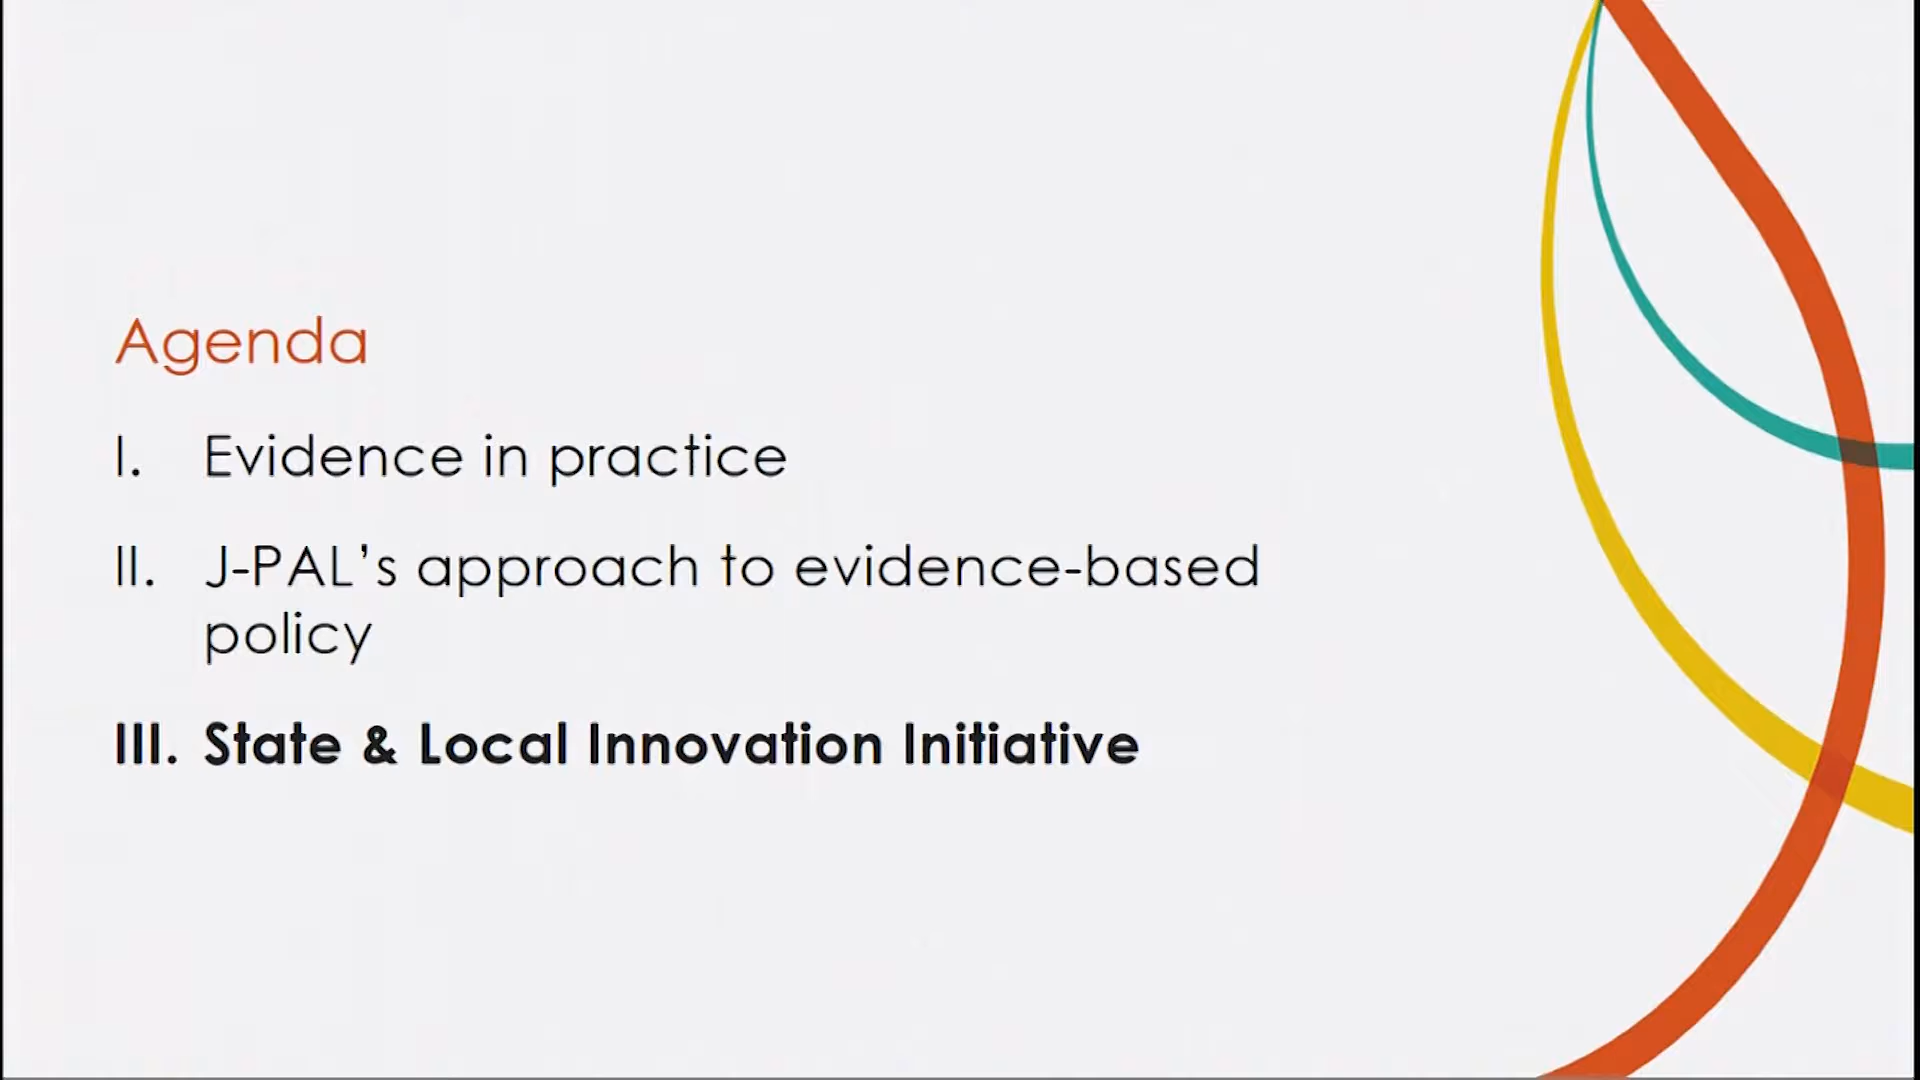 Agenda
I. Evidence in practice
II. J-PAL’s approach to evidence-based
policy
III. State & Local Innovation Initiative